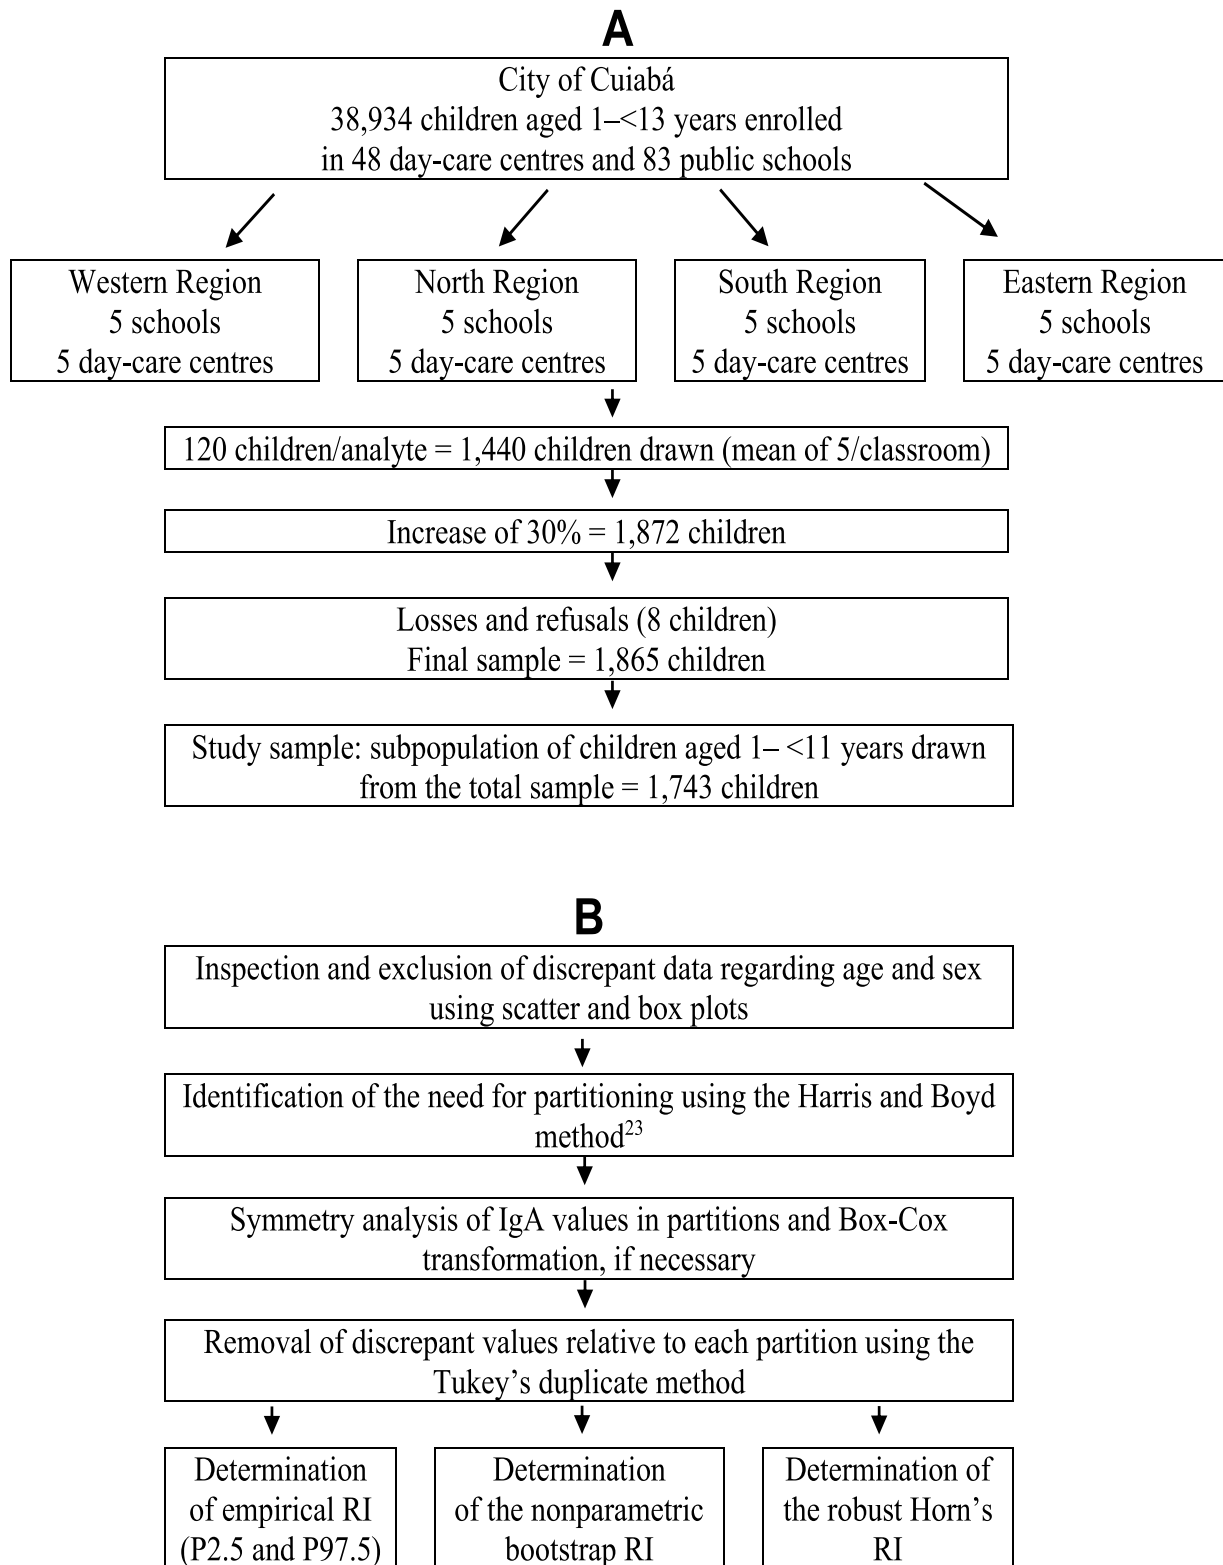 A
City of Cuiabá
38,934 children aged 1–<13 years enrolled
in 48 day-care centres and 83 public schools
Western Region
5 schools
5 day-care centres
North Region
5 schools
5 day-care centres
South Region
5 schools
5 day-care centres
Eastern Region
5 schools
5 day-care centres
120 children/analyte = 1,440 children drawn (mean of 5/classroom)
Increase of 30% = 1,872 children
Losses and refusals (8 children)
Final sample = 1,865 children
Study sample: subpopulation of children aged 1– <11 years drawn
from the total sample = 1,743 children
B
Inspection and exclusion of discrepant data regarding age and sex
using scatter and box plots
Identification of the need for partitioning using the Harris and Boyd
method23
Symmetry analysis of IgA values in partitions and Box-Cox
transformation, if necessary
Removal of discrepant values relative to each partition using the
Tukey’s duplicate method
Determination
of empirical RI
(P2.5 and P97.5)
Determination
of the nonparametric
bootstrap RI
Determination of
the robust Horn’s
RI